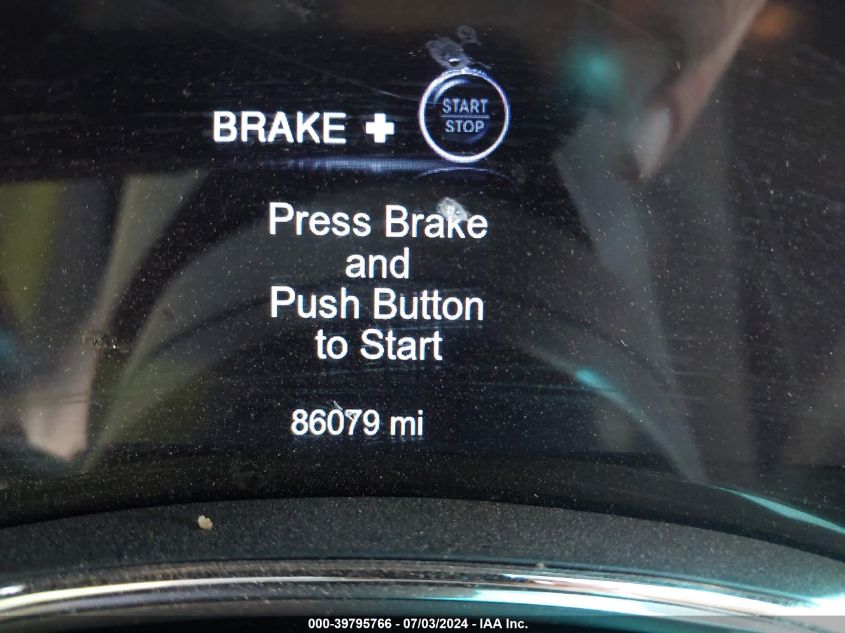 BRAKE + START
STOP
Press Brake
and
Push Button
to Start
86079 mi
000-39795766 - 07/03/2024 - IAA Inc.